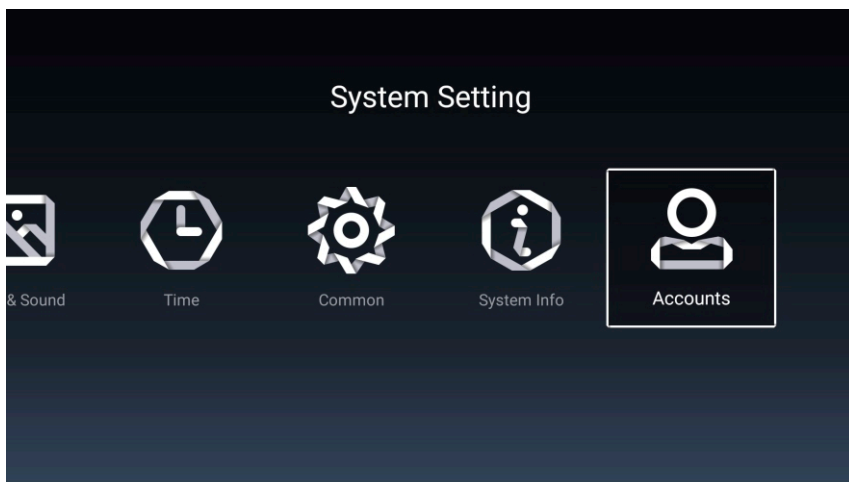 System Setting
& Sound
Time
Common
System Info
Accounts